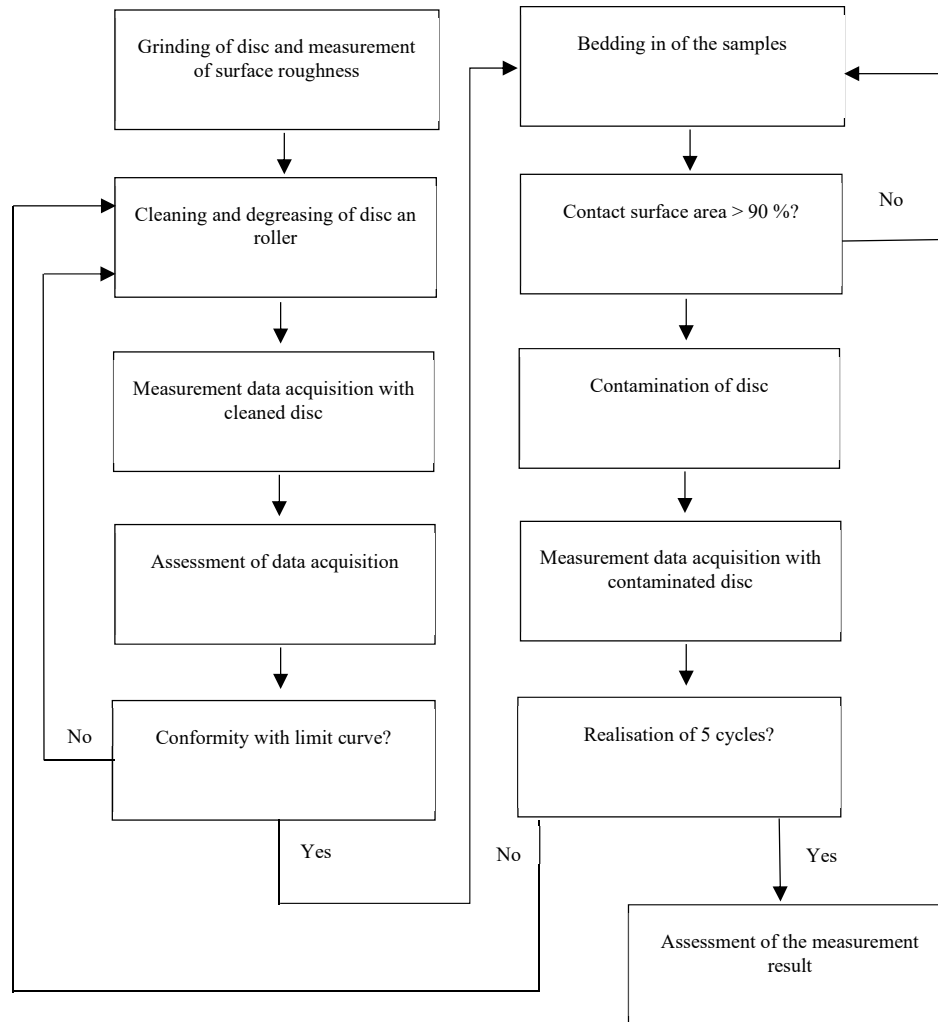 Grinding of disc and measurement
of surface roughness
Cleaning and degreasing of disc an
roller
Measurement data acquisition with
cleaned disc
Assessment of data acquisition
Conformity with limit curve?
No
Yes
Bedding in of the samples
Contact surface area > 90 %?
No
Contamination of disc
Measurement data acquisition with
contaminated disc
Realisation of 5 cycles?
No
Yes
Assessment of the measurement
result